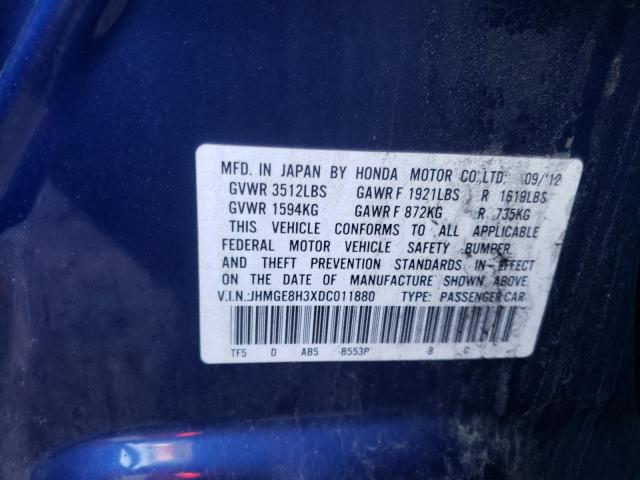 MFD. IN JAPAN BY HONDA MOTOR CO.,LTD. 09/12
GVWR 3512LBS GAWR F 1921LBS R 1619LBS
GVWR 1594KG GAWR F 872KG R 735KG
THIS VEHICLE CONFORMS TO ALL APPLICABLE
FEDERAL MOTOR VEHICLE SAFETY BUMPER,
AND THEFT PREVENTION STANDARDS IN EFFECT
ON THE DATE OF MANUFACTURE SHOWN ABOVE.
V.I.N.:JHMGE8H3XDC011880 TYPE: PASSENGER CAR
TF5 D AB5 B553P B G